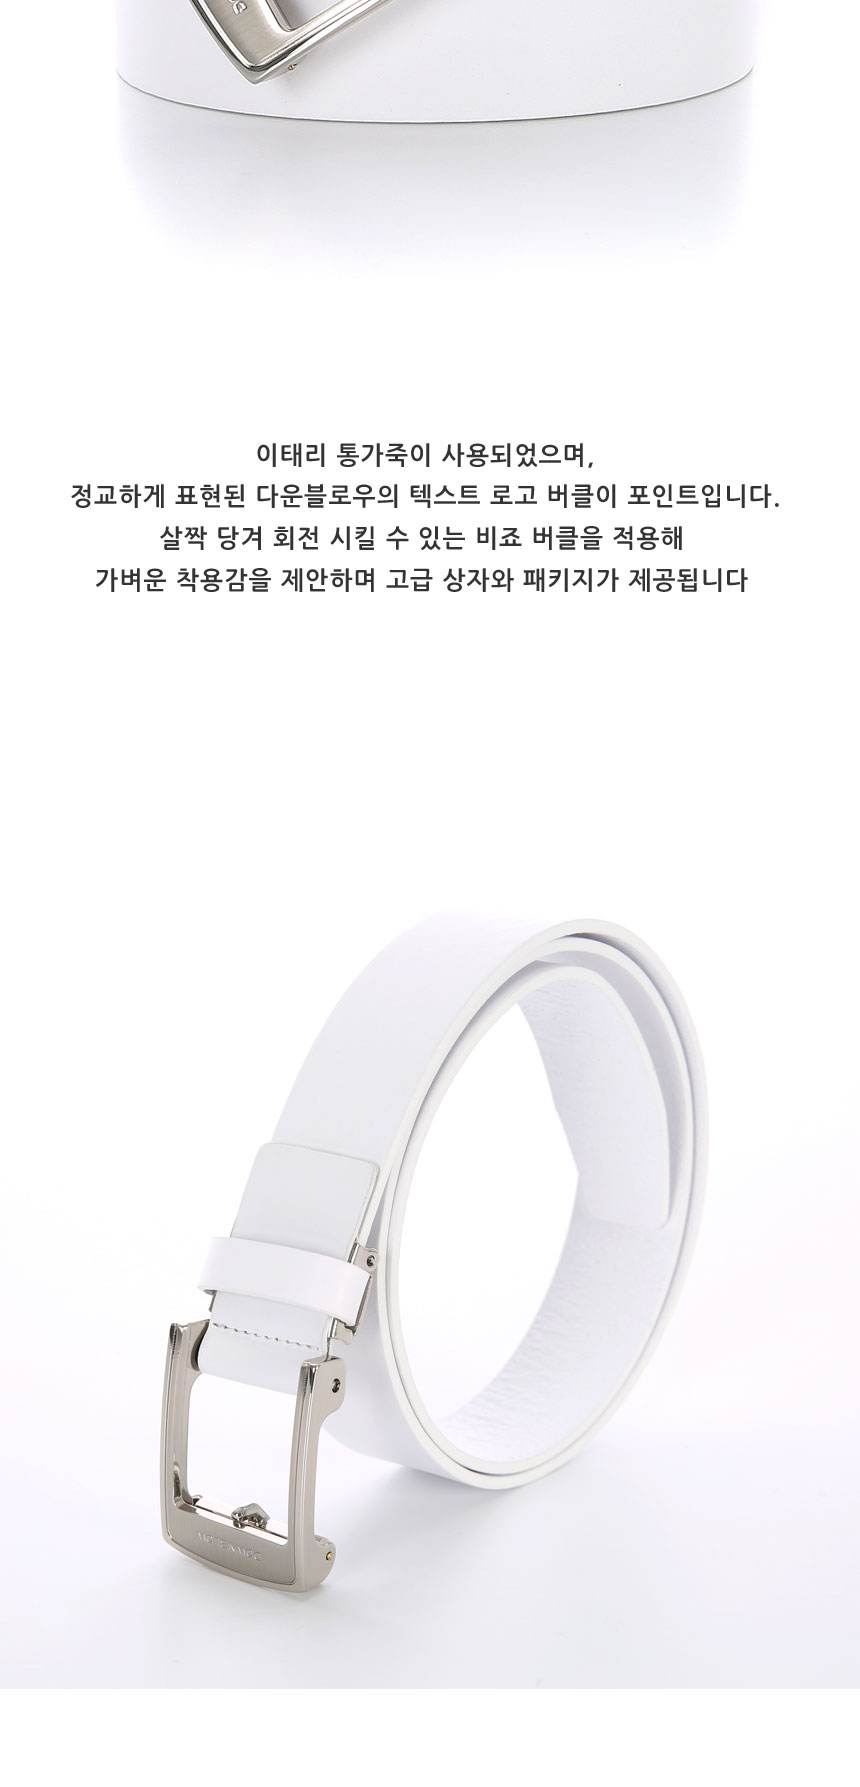 이태리 통가죽이 사용되었으며,
정교하게 표현된 다운블로우의 텍스트 로고 버클이 포인트입니다.
살짝 당겨 회전 시킬 수 있는 비죠 버클을 적용해
가벼운 착용감을 제안하며 고급 상자와 패키지가 제공됩니다